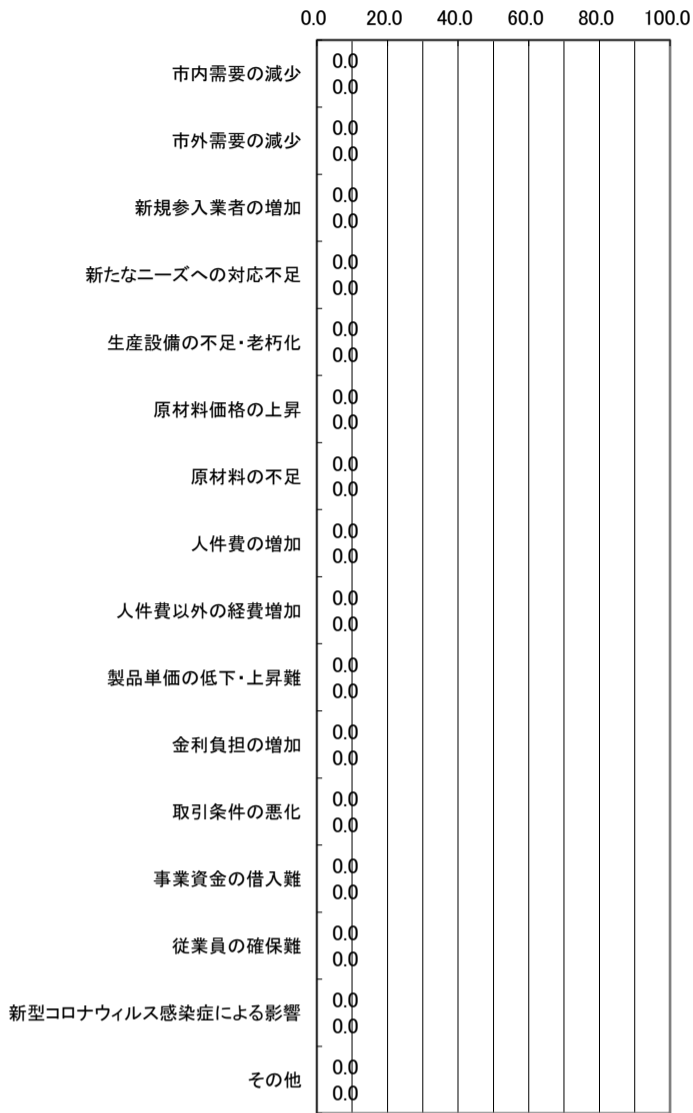 0.0 20.0 40.0 60.0 80.0 100.0
市内需要の減少
0.0
0.0
市外需要の減少
0.0
0.0
新規参入業者の増加
0.0
0.0
新たなニーズへの対応不足
0.0
0.0
生産設備の不足・老朽化
0.0
0.0
原材料価格の上昇
0.0
0.0
原材料の不足
0.0
0.0
人件費の増加
0.0
0.0
人件費以外の経費増加
0.0
0.0
製品単価の低下・上昇難
0.0
0.0
金利負担の増加
0.0
0.0
取引条件の悪化
0.0
0.0
事業資金の借入難
0.0
0.0
従業員の確保難
0.0
0.0
新型コロナウィルス感染症による影響
0.0
0.0
その他
0.0
0.0